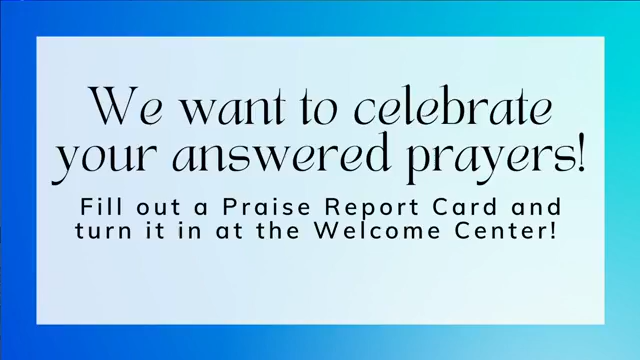 We want to celebrate
your answered prayers!
Fill out a Praise Report Card and
turn it in at the Welcome Center!